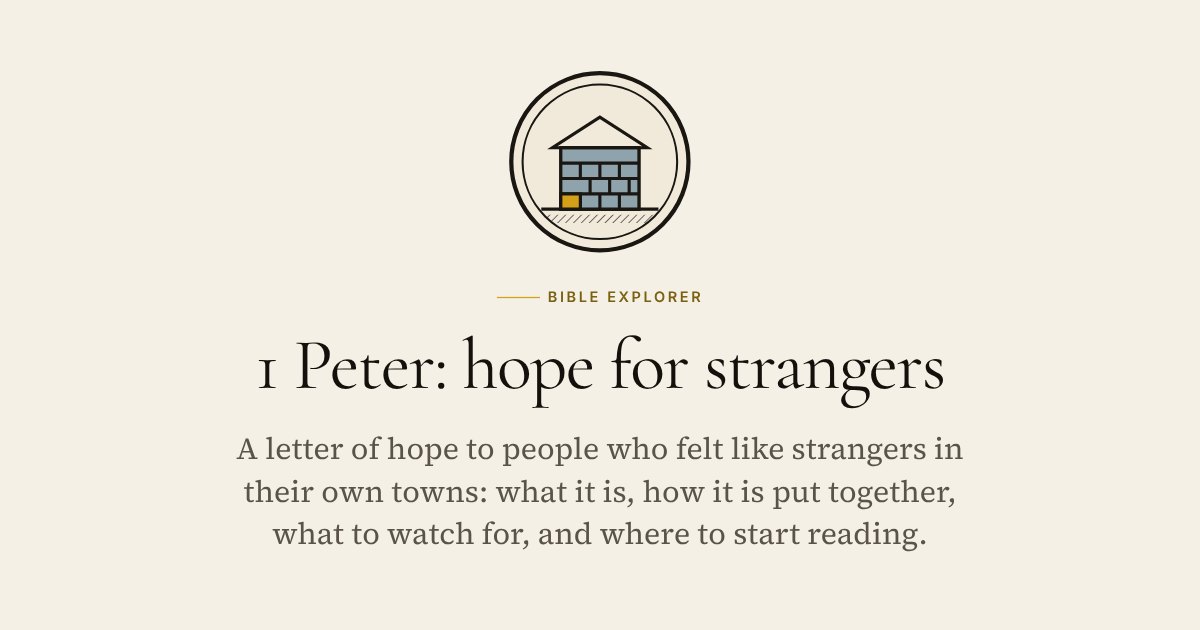 BIBLE EXPLORER
1 Peter: hope for strangers
A letter of hope to people who felt like strangers in
their own towns: what it is, how it is put together,
what to watch for, and where to start reading.